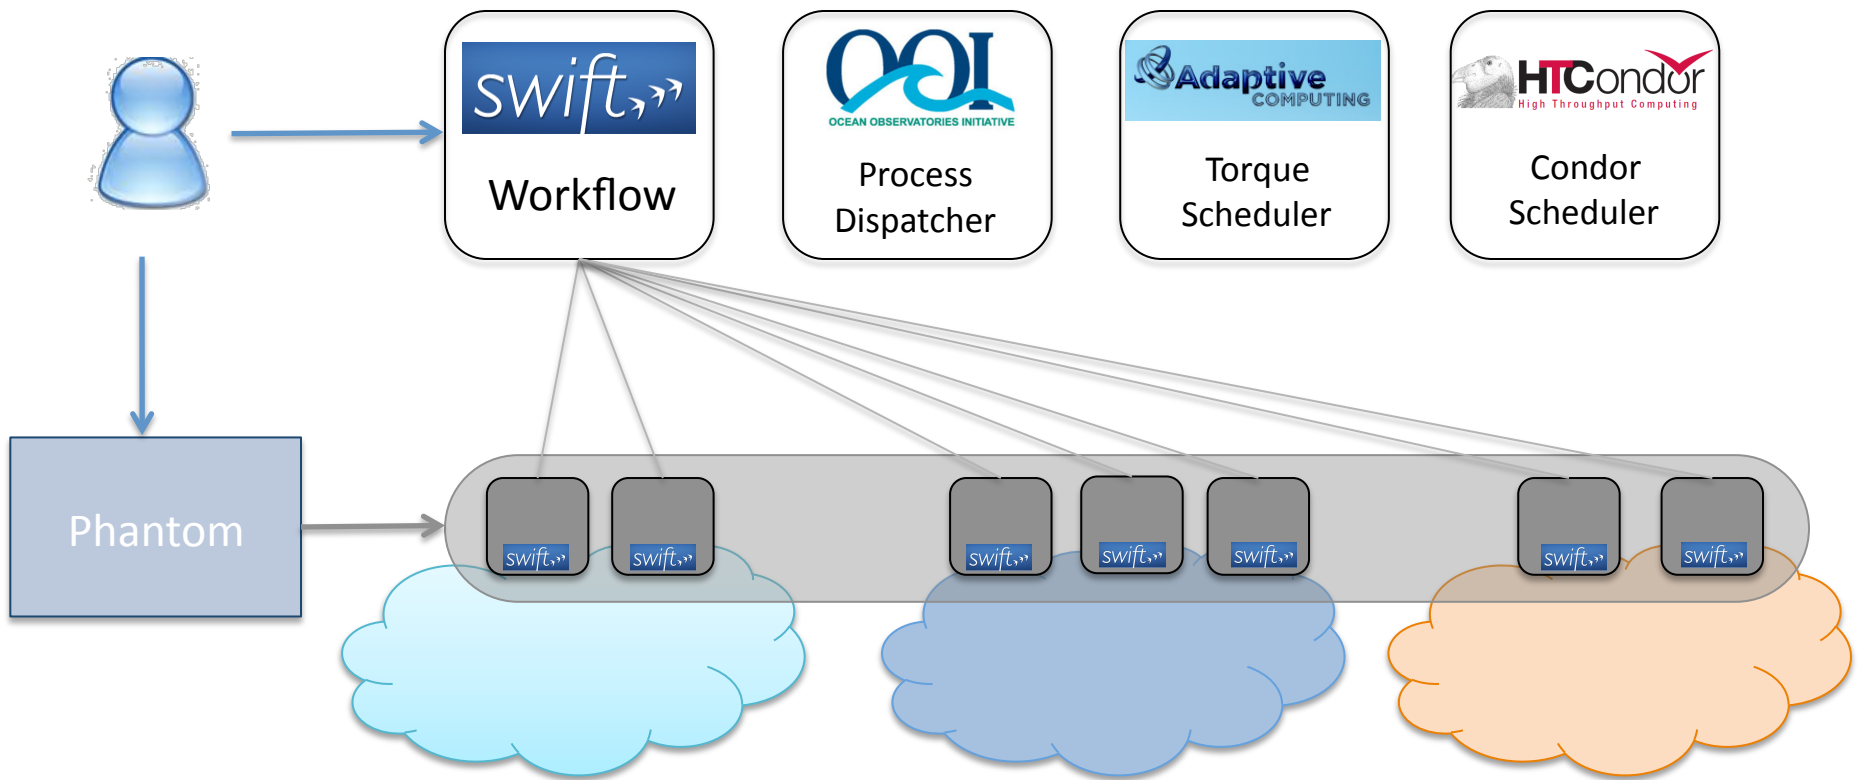 swift
Workflow
OOI
OCEAN OBSERVATORIES INITIATIVE
Process
Dispatcher
Adaptive
COMPUTING
Torque
Scheduler
HTCondor
High Throughput Computing
Condor
Scheduler
Phantom
swift
swift
swift
swift
swift
swift
swift